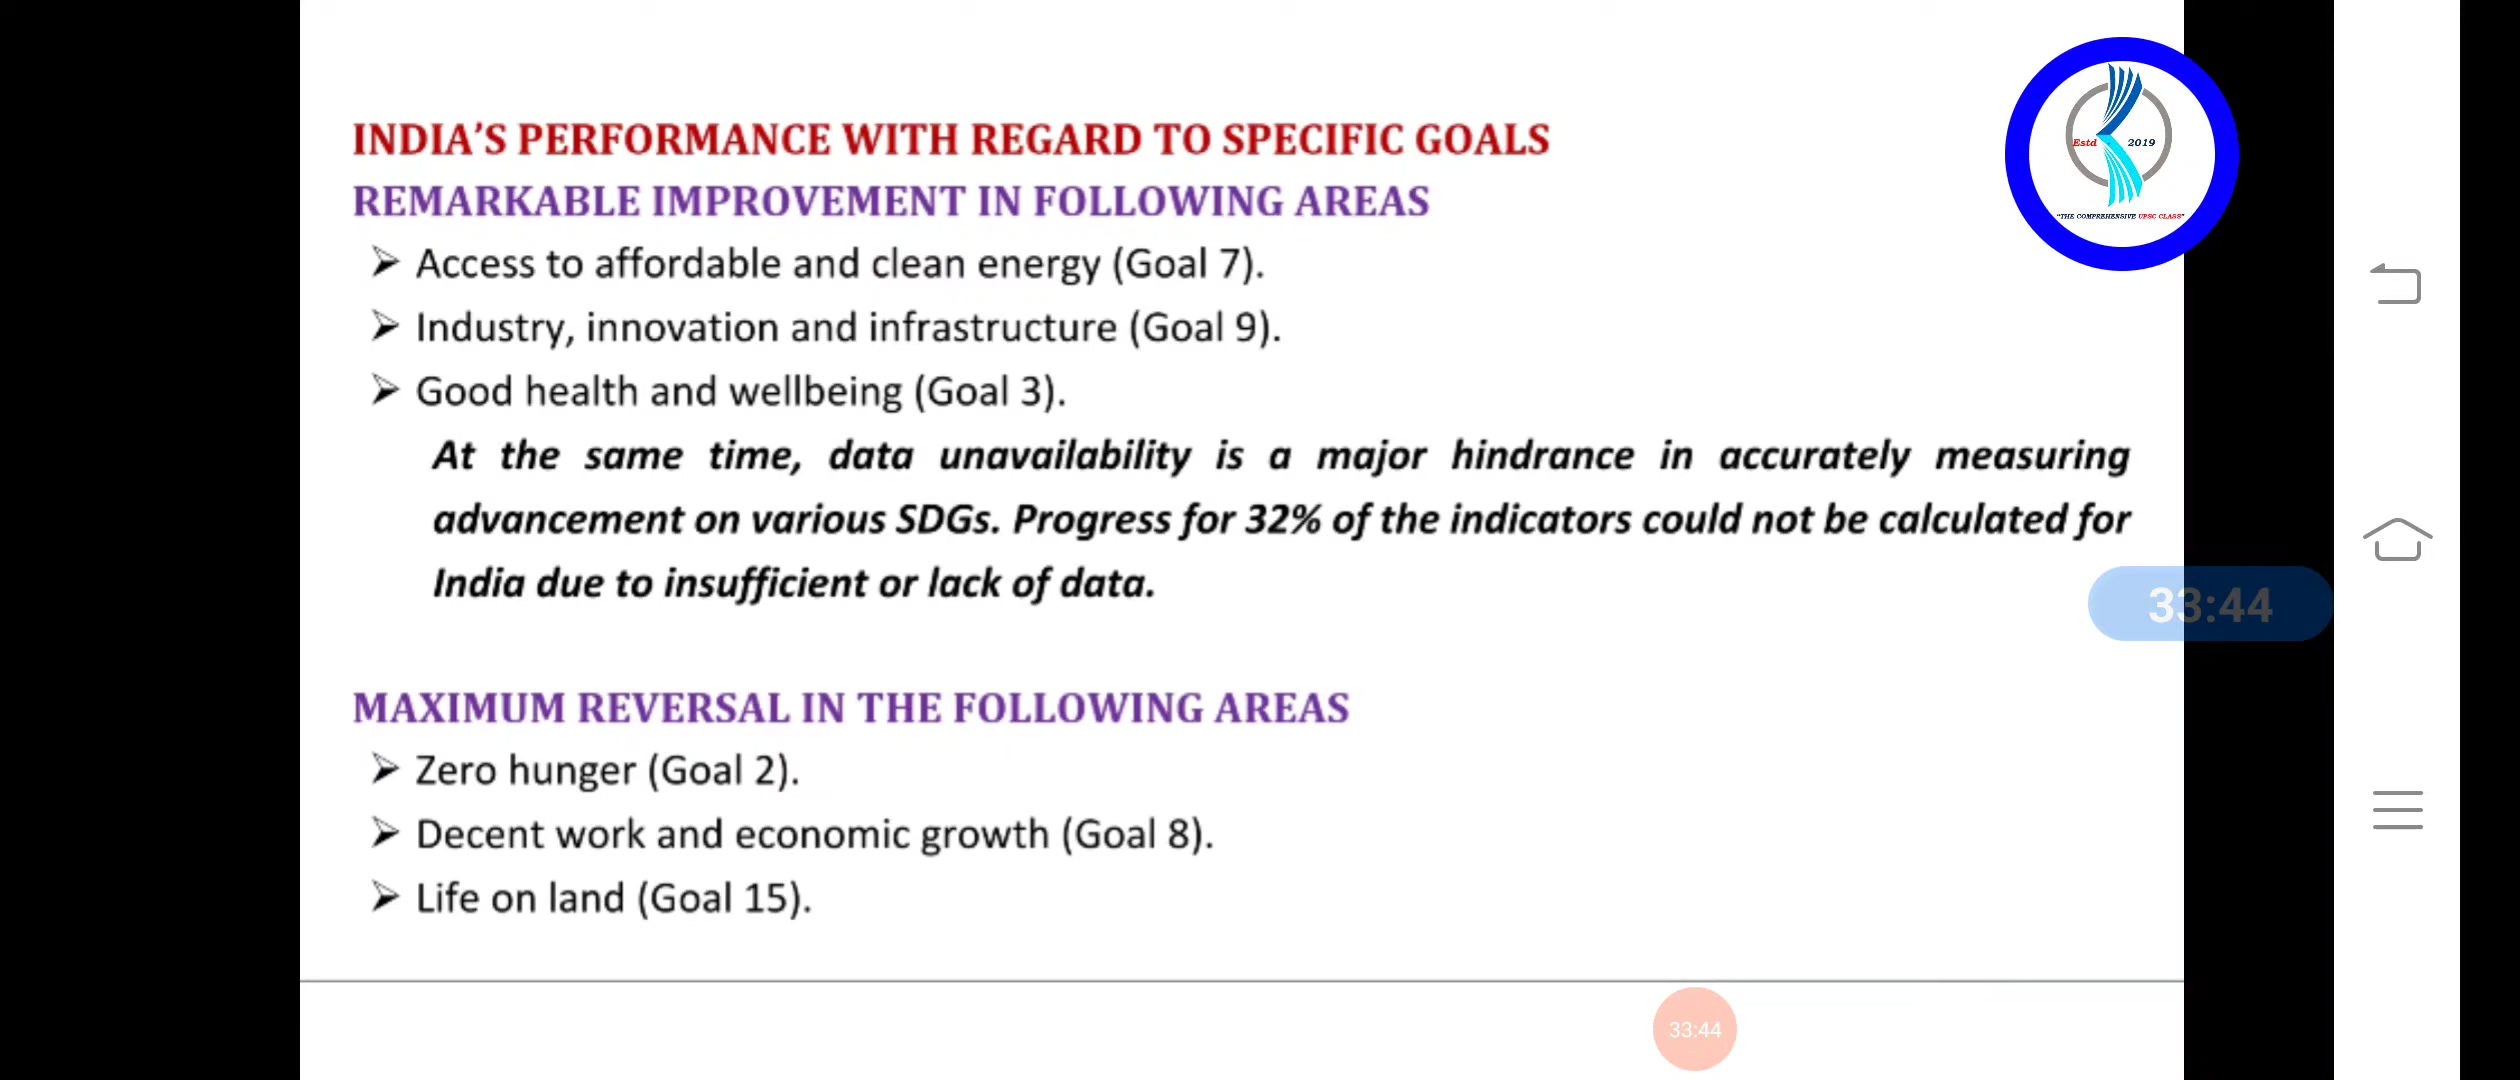 INDIA’S PERFORMANCE WITH REGARD TO SPECIFIC GOALS
REMARKABLE IMPROVEMENT IN FOLLOWING AREAS
➢ Access to affordable and clean energy (Goal 7).
➢ Industry, innovation and infrastructure (Goal 9).
➢ Good health and wellbeing (Goal 3).
At the same time, data unavailability is a major hindrance in accurately measuring
advancement on various SDGs. Progress for 32% of the indicators could not be calculated for
India due to insufficient or lack of data.
MAXIMUM REVERSAL IN THE FOLLOWING AREAS
➢ Zero hunger (Goal 2).
➢ Decent work and economic growth (Goal 8).
➢ Life on land (Goal 15).
Estd 2019
"THE COMPREHENSIVE UPSC CLASS"
33:44
33:44